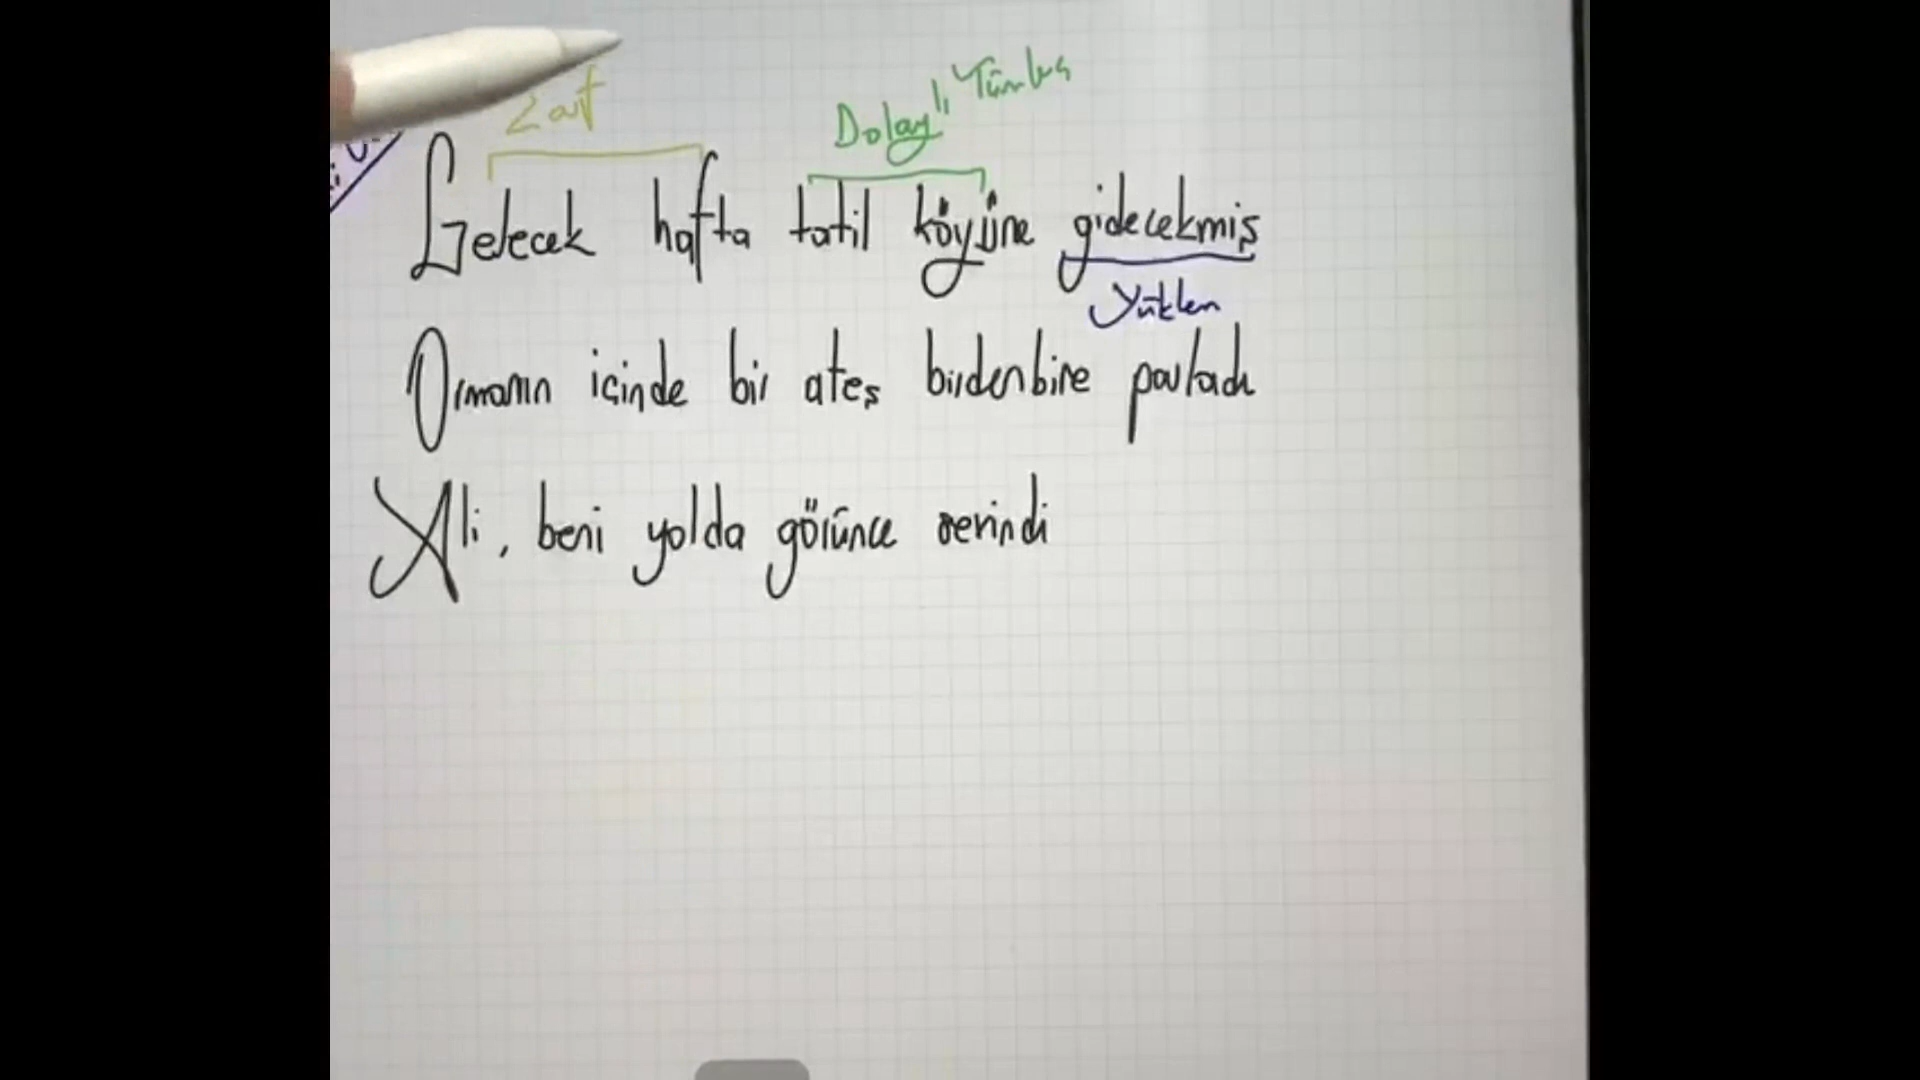 Zarf
Dolaylı Tümleç
Gelecek hafta tatil köyüne gidecekmiş
Yüklem
Ormanın içinde bir ateş birdenbire parladı
Ali, beni yolda görünce sevindi